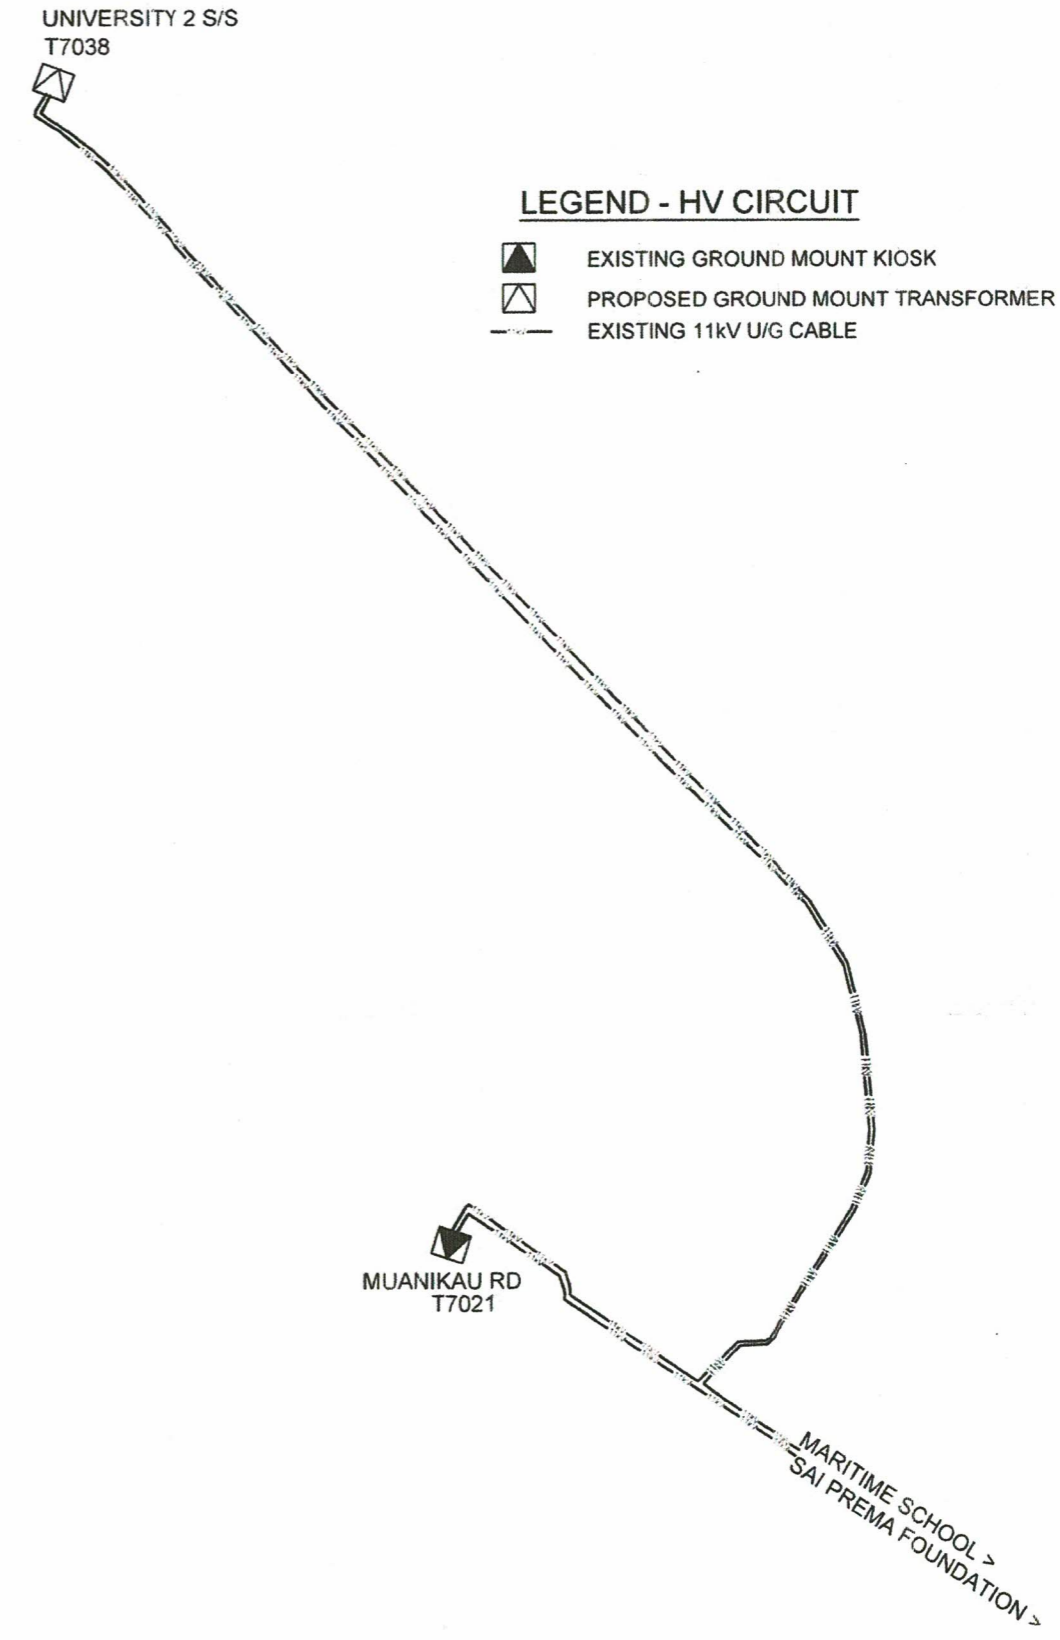 UNIVERSITY 2 S/S
T7038
LEGEND - HV CIRCUIT
EXISTING GROUND MOUNT KIOSK
PROPOSED GROUND MOUNT TRANSFORMER
EXISTING 11kV U/G CABLE
MUANIKAU RD
T7021
MARITIME SCHOOL >
SAI PREMA FOUNDATION >